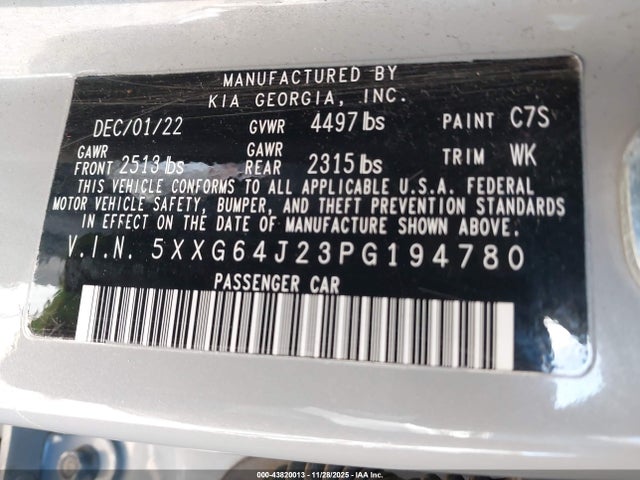 MANUFACTURED BY
KIA GEORGIA, INC.
DEC/01/22 GVWR 4497 lbs PAINT C7S
GAWR FRONT 2513 lbs GAWR REAR 2315 lbs TRIM WK
THIS VEHICLE CONFORMS TO ALL APPLICABLE U.S.A. FEDERAL
MOTOR VEHICLE SAFETY, BUMPER, AND THEFT PREVENTION STANDARDS
IN EFFECT ON THE DATE OF MANUFACTURE SHOWN ABOVE.
V.I.N. 5XXG64J23PG194780
PASSENGER CAR
000-43820013 - 11/28/2025 - IAA Inc.